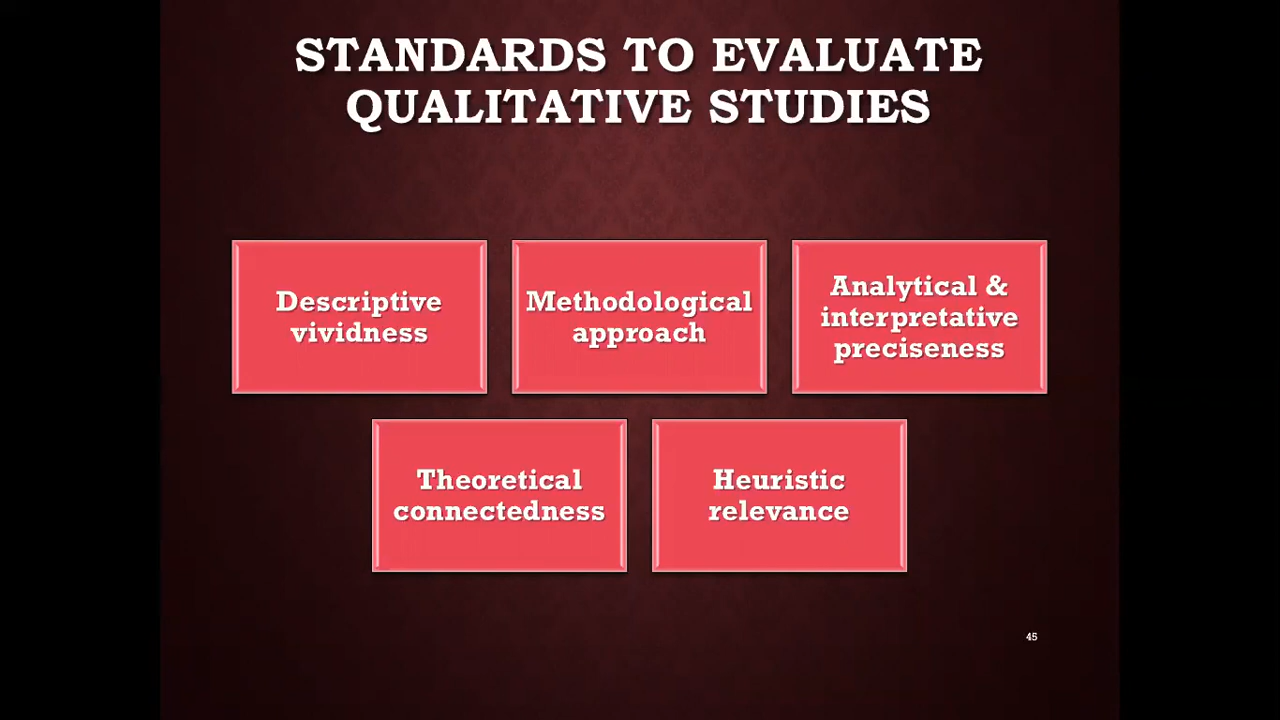 STANDARDS TO EVALUATE
QUALITATIVE STUDIES
Descriptive
vividness
Methodological
approach
Analytical &
interpretative
preciseness
Theoretical
connectedness
Heuristic
relevance
45